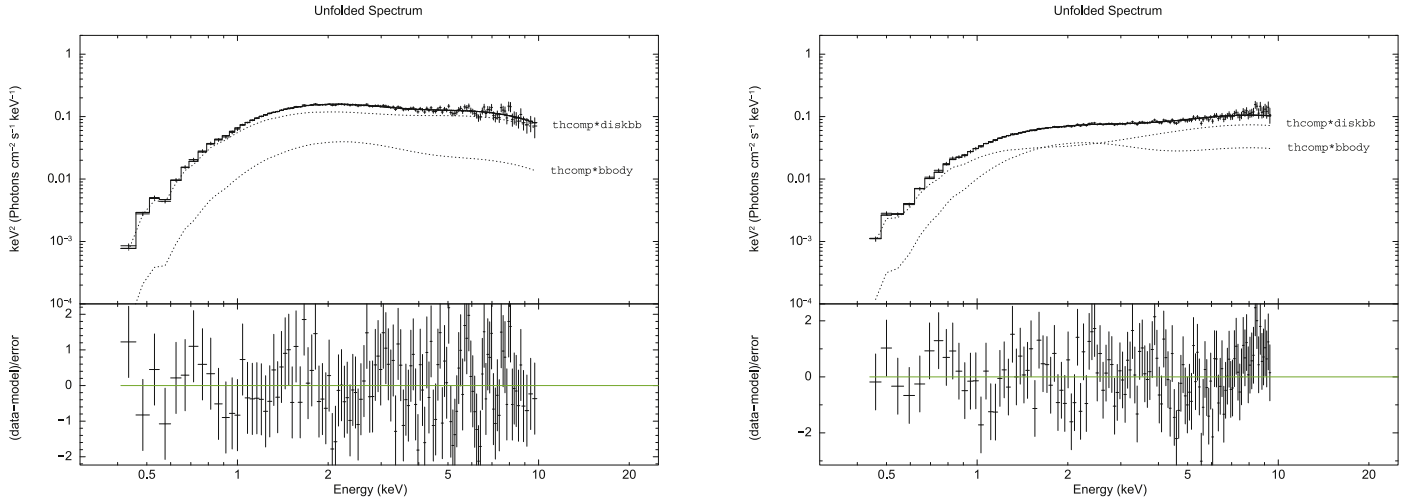 Unfolded Spectrum
keV² (Photons cm⁻² s⁻¹ keV⁻¹)
1
0.1
0.01
10⁻³
10⁻⁴
thcomp*diskbb
thcomp*bbody
(data−model)/error
2
1
0
−1
−2
0.5
1
2
5
10
20
Energy (keV)
Unfolded Spectrum
keV² (Photons cm⁻² s⁻¹ keV⁻¹)
1
0.1
0.01
10⁻³
10⁻⁴
thcomp*diskbb
thcomp*bbody
(data−model)/error
2
0
−2
0.5
1
2
5
10
20
Energy (keV)